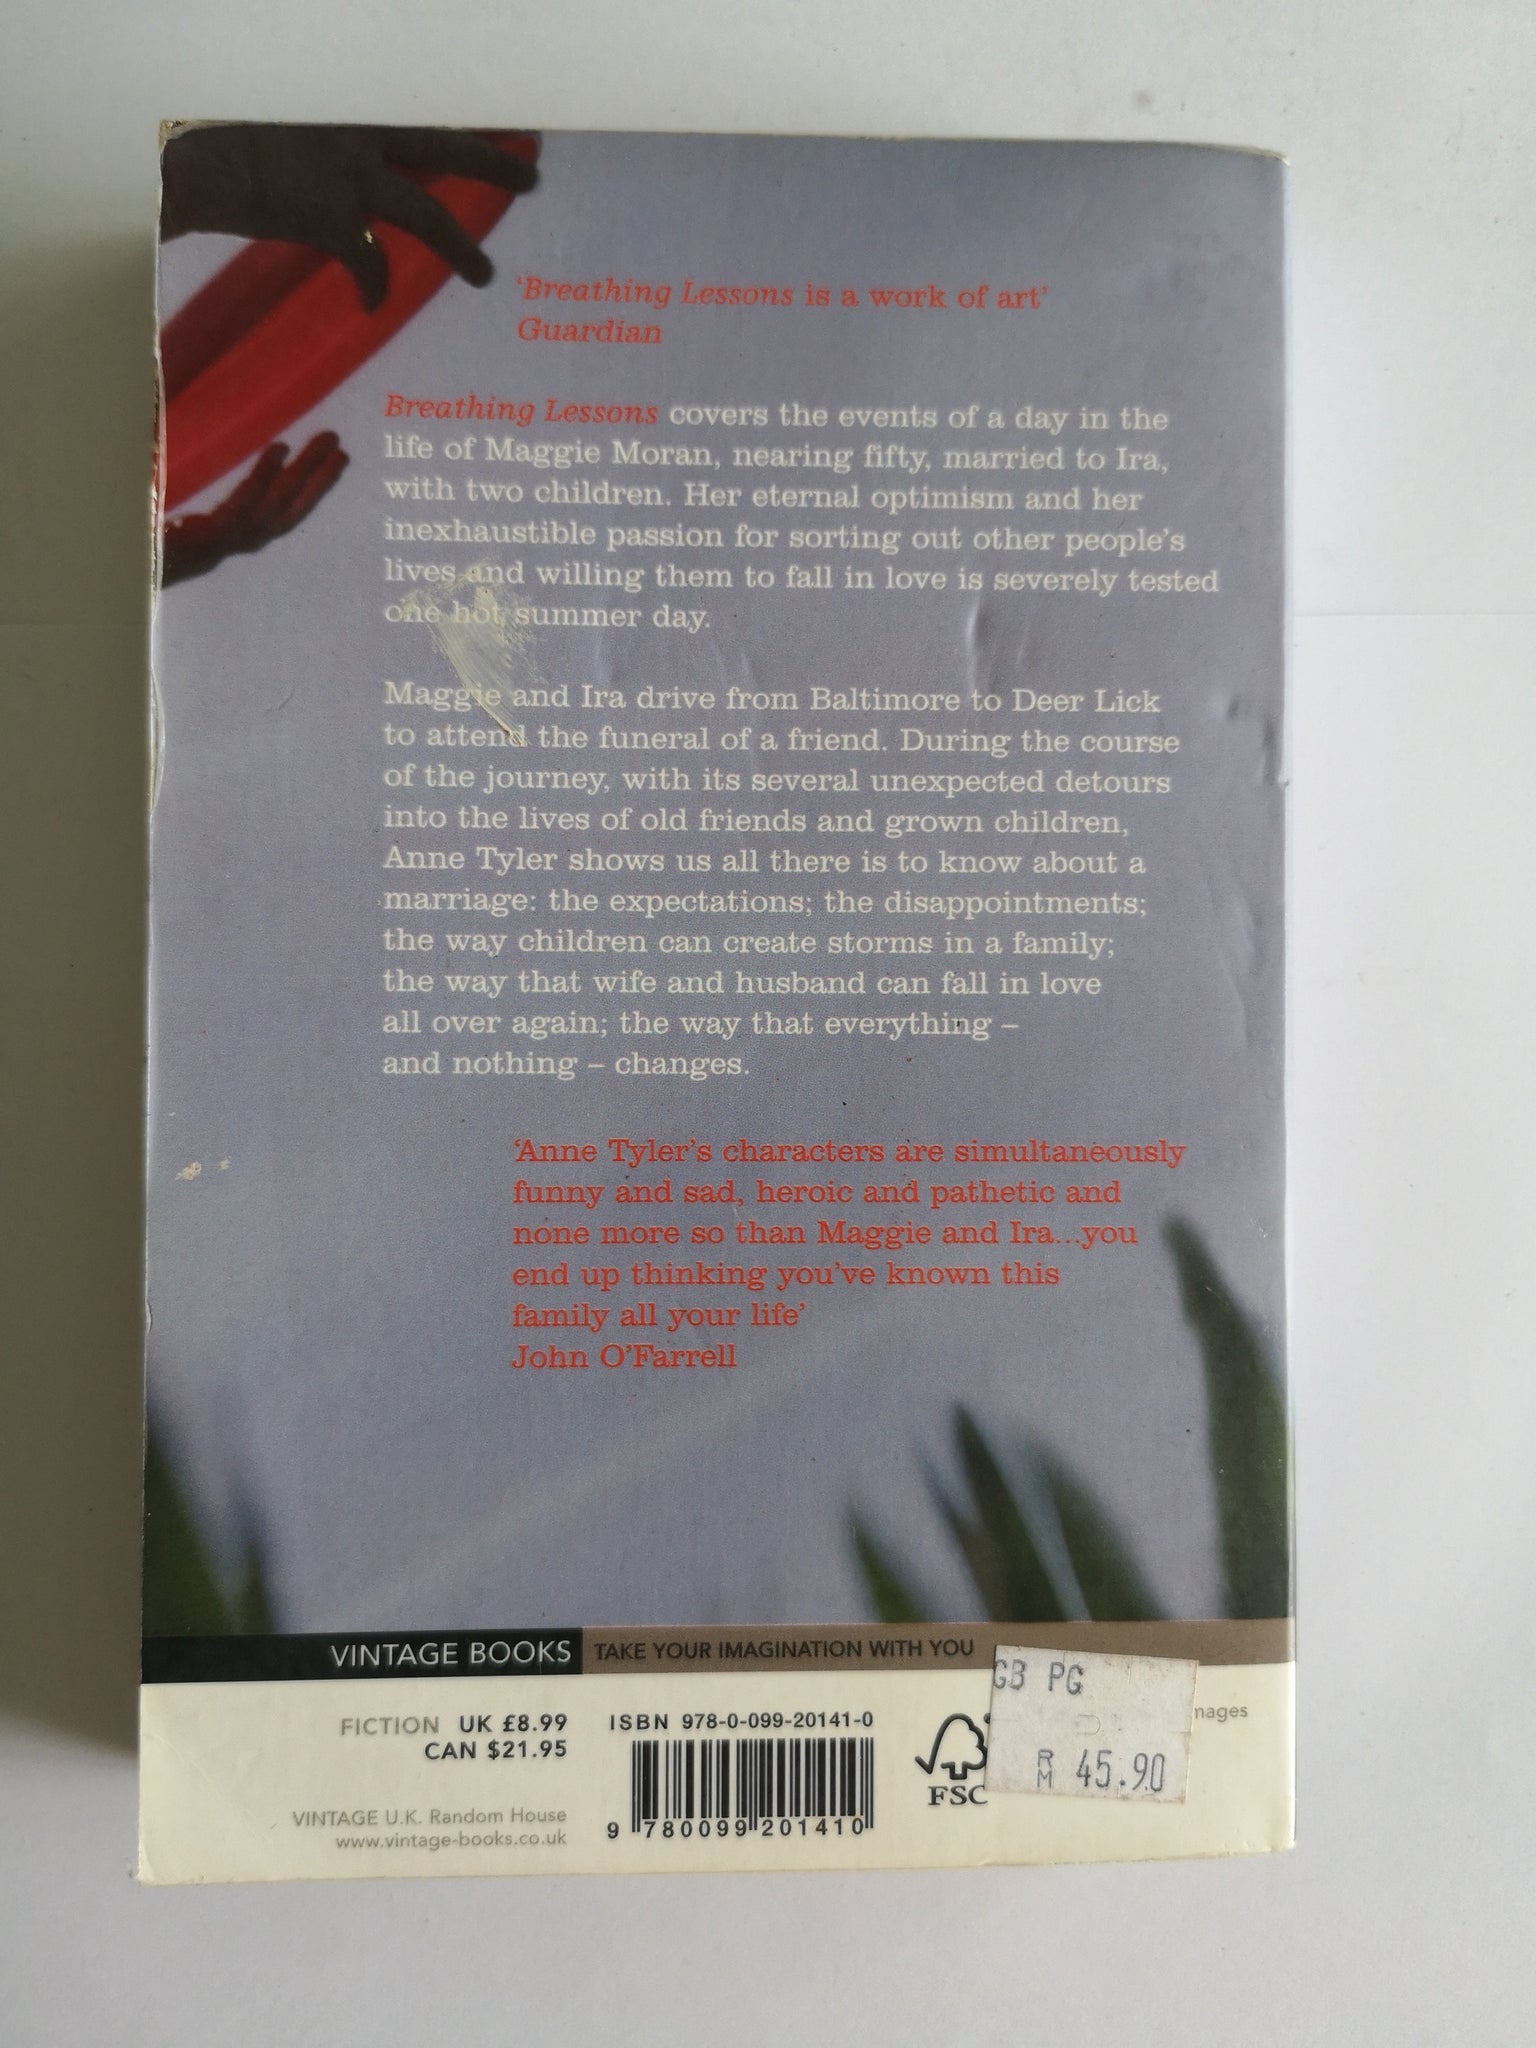 ‘Breathing Lessons is a work of art’
Guardian
Breathing Lessons covers the events of a day in the
life of Maggie Moran, nearing fifty, married to Ira,
with two children. Her eternal optimism and her
inexhaustible passion for sorting out other people’s
lives and willing them to fall in love is severely tested
one hot summer day.
Maggie and Ira drive from Baltimore to Deer Lick
to attend the funeral of a friend. During the course
of the journey, with its several unexpected detours
into the lives of old friends and grown children,
Anne Tyler shows us all there is to know about a
marriage: the expectations; the disappointments;
the way children can create storms in a family;
the way that wife and husband can fall in love
all over again; the way that everything –
and nothing – changes.
‘Anne Tyler’s characters are simultaneously
funny and sad, heroic and pathetic and
none more so than Maggie and Ira...you
end up thinking you’ve known this
family all your life’
John O’Farrell
VINTAGE BOOKS TAKE YOUR IMAGINATION WITH YOU
FICTION UK £8.99
CAN $21.95
VINTAGE U.K. Random House
www.vintage-books.co.uk
ISBN 978-0-099-20141-0
9 780099 201410
FSC
GB PG
RM 45.90